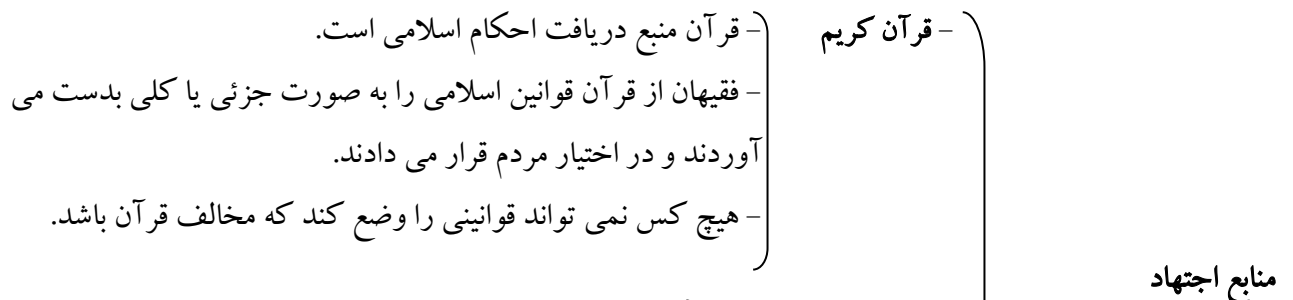 – قرآن کریم
– قرآن منبع دریافت احکام اسلامی است.
– فقیهان از قرآن قوانین اسلامی را به صورت جزئی یا کلی بدست می
آوردند و در اختیار مردم قرار می دادند.
– هیچ کس نمی تواند قوانینی را وضع کند که مخالف قرآن باشد.
منابع اجتهاد